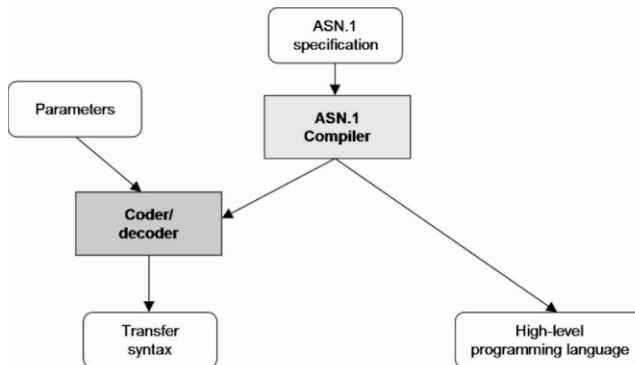 ASN.1
specification
Parameters
ASN.1
Compiler
Coder/
decoder
Transfer
syntax
High-level
programming language